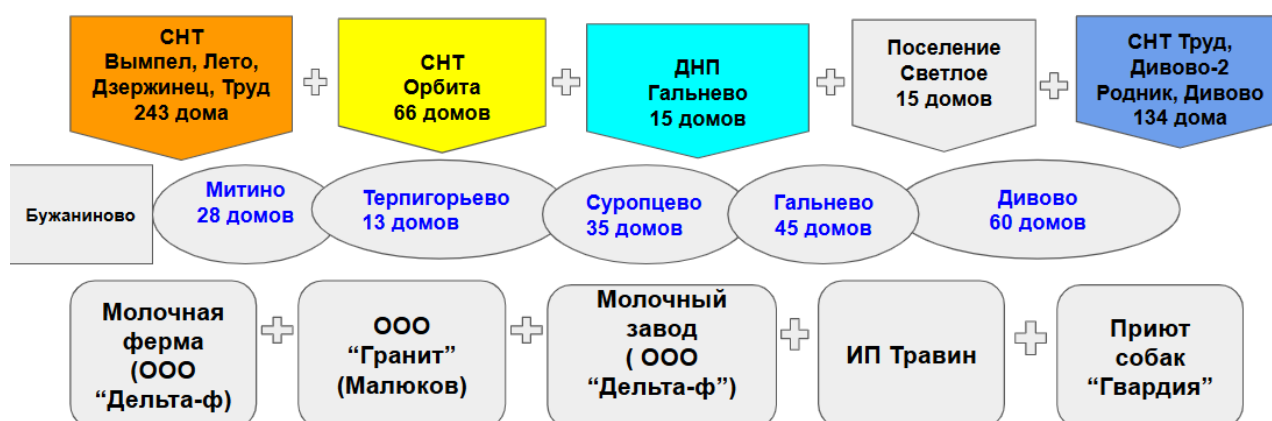 СНТ
Вымпел, Лето,
Дзержинец, Труд
243 дома
СНТ
Орбита
66 домов
ДНП
Гальнево
15 домов
Поселение
Светлое
15 домов
СНТ Труд,
Дивово-2
Родник, Дивово
134 дома
Бужаниново
Митино
28 домов
Терпигорьево
13 домов
Суропцево
35 домов
Гальнево
45 домов
Дивово
60 домов
Молочная
ферма
(ООО
“Дельта-ф)
ООО
“Гранит”
(Малюков)
Молочный
завод
( ООО
“Дельта-ф”)
ИП Травин
Приют
собак
“Гвардия”